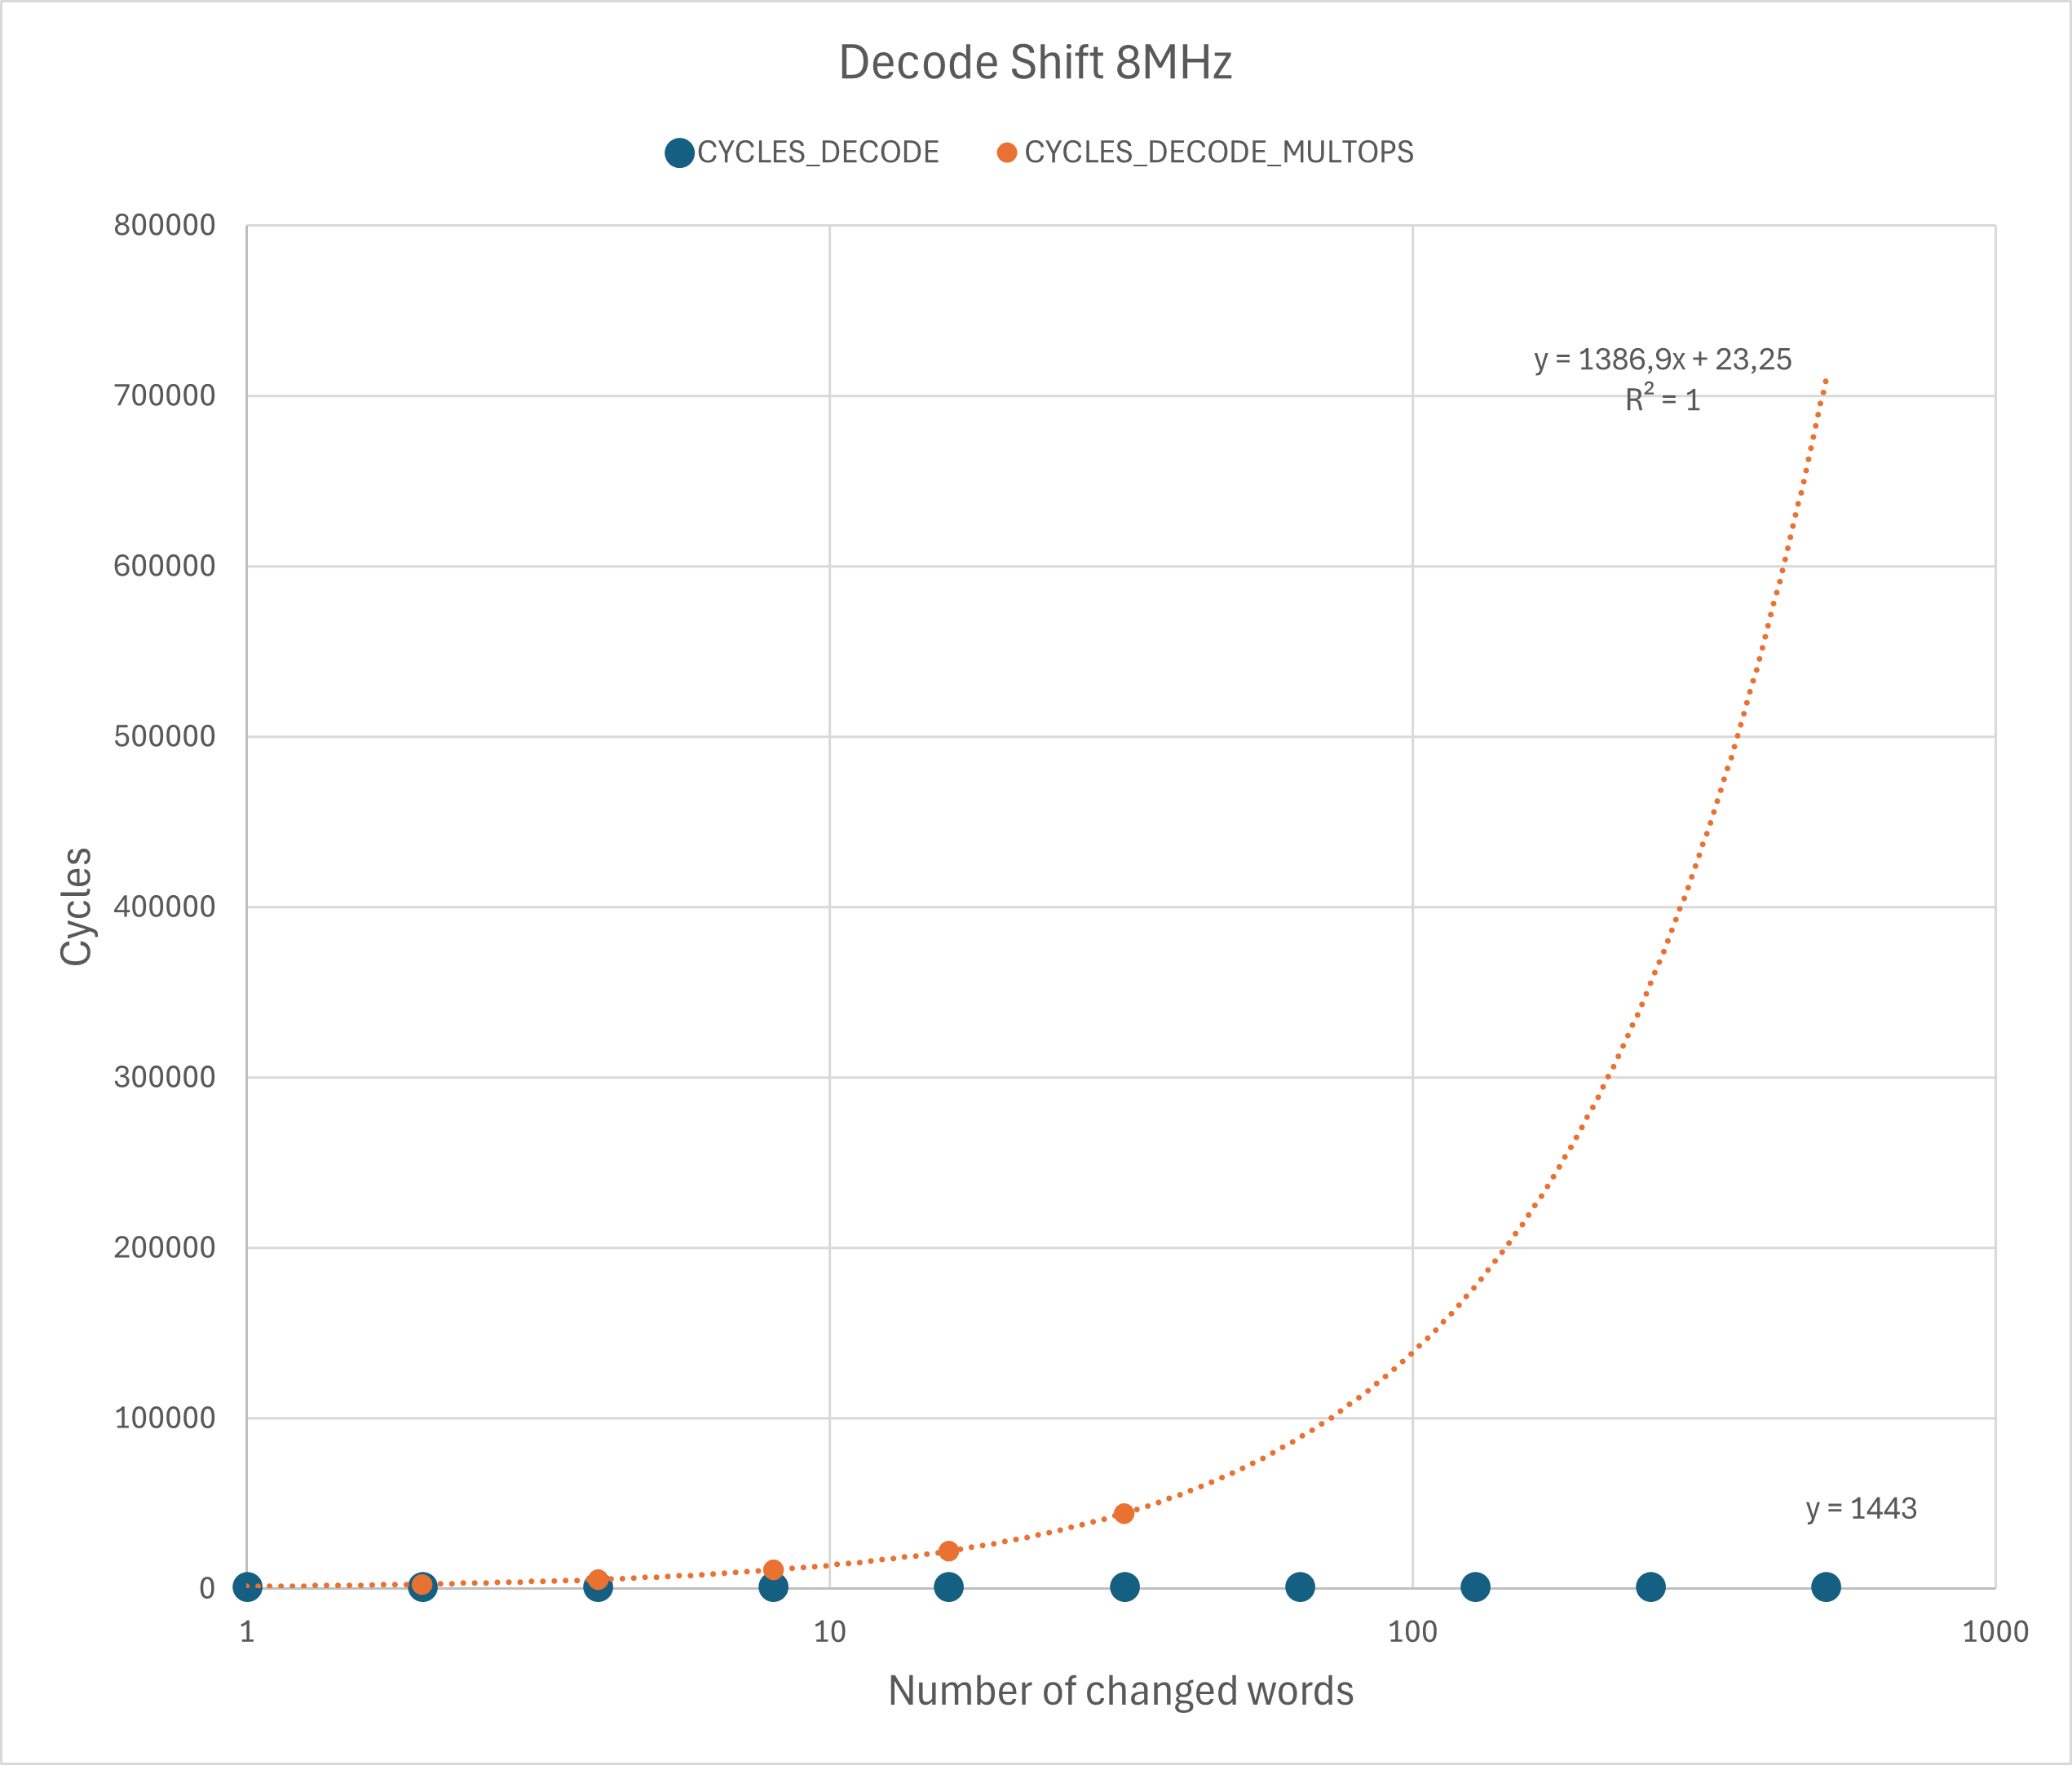 Decode Shift 8MHz
CYCLES_DECODE CYCLES_DECODE_MULTOPS
800000
y = 1386,9x + 23,25
R² = 1
700000
600000
500000
Cycles
400000
300000
200000
100000
y = 1443
0
1 10 100 1000
Number of changed words